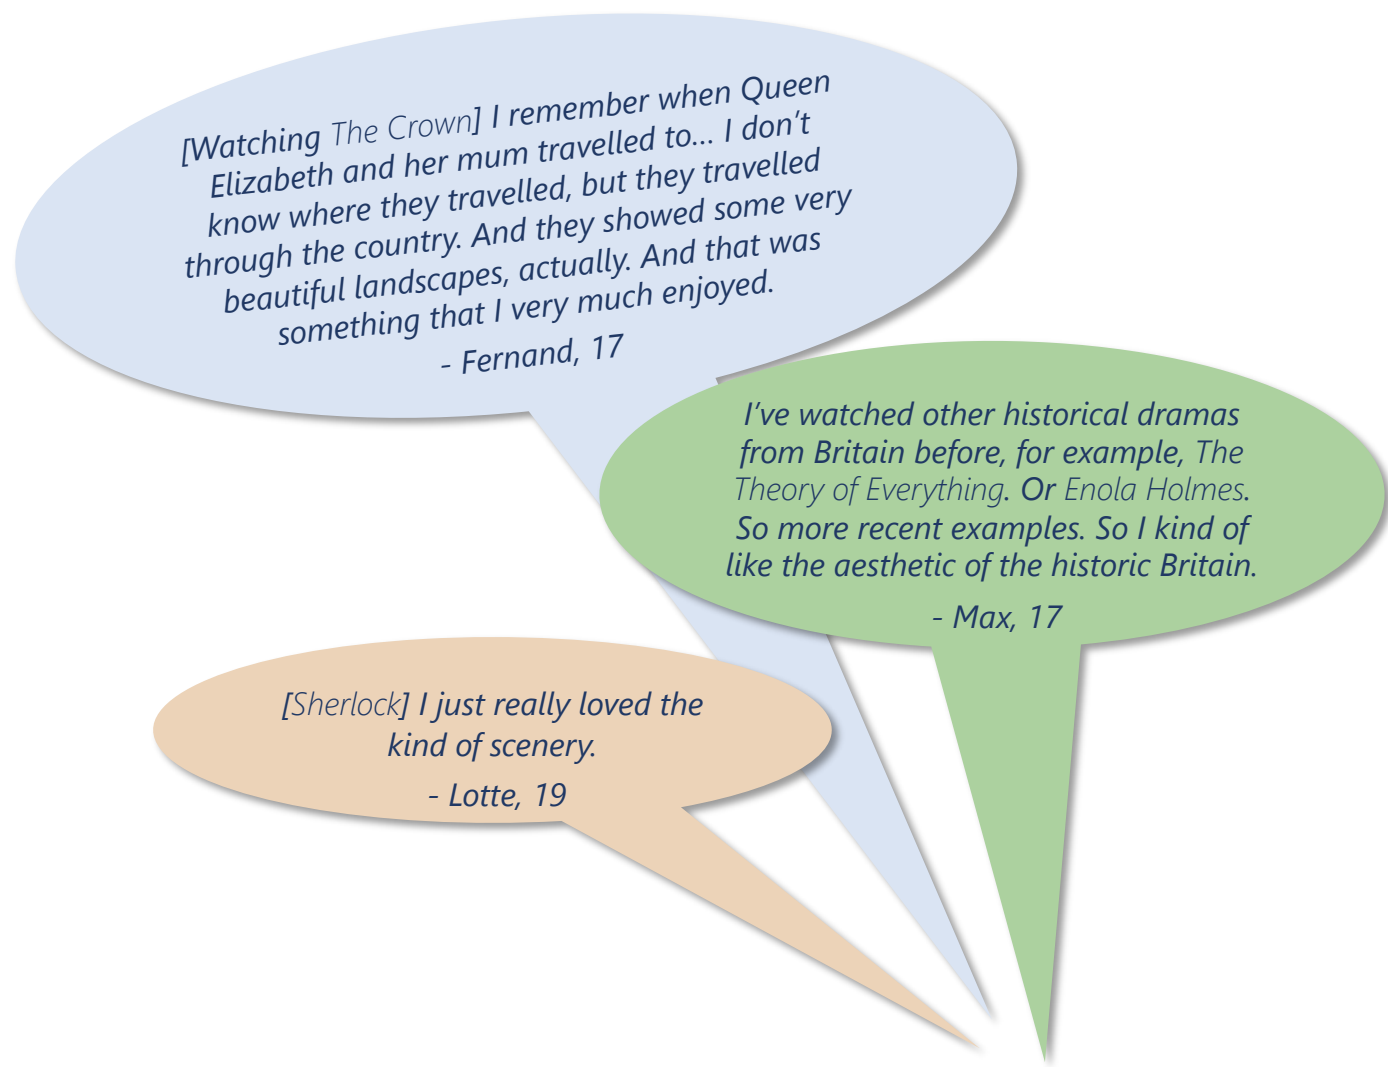 [Watching The Crown] I remember when Queen
Elizabeth and her mum travelled to... I don't
know where they travelled, but they travelled
through the country. And they showed some very
beautiful landscapes, actually. And that was
something that I very much enjoyed.
- Fernand, 17
I've watched other historical dramas
from Britain before, for example, The
Theory of Everything. Or Enola Holmes.
So more recent examples. So I kind of
like the aesthetic of the historic Britain.
- Max, 17
[Sherlock] I just really loved the
kind of scenery.
- Lotte, 19